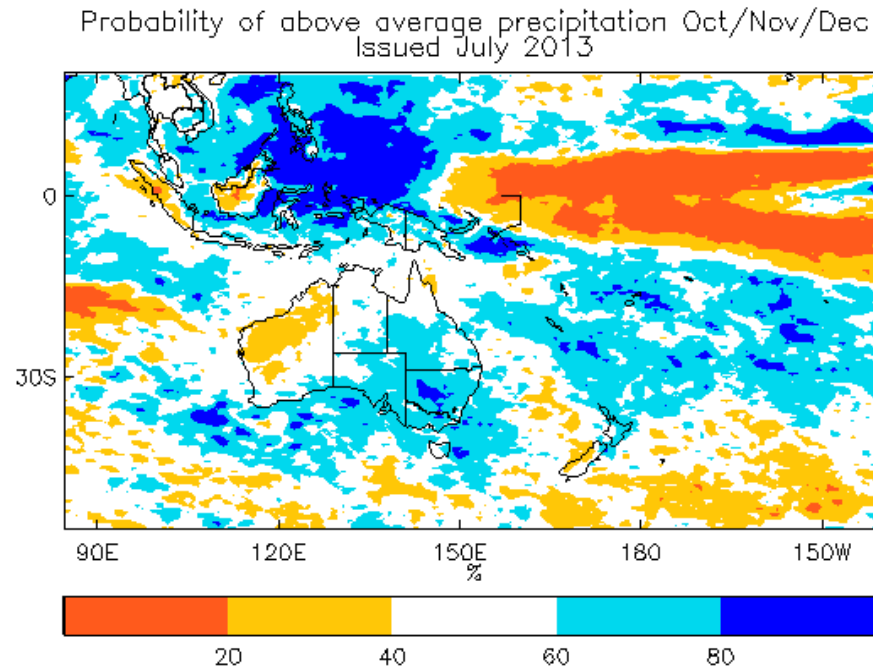 Probability of above average precipitation Oct/Nov/Dec
Issued July 2013
0
30S
90E 120E 150E 180 150W
%
20 40 60 80